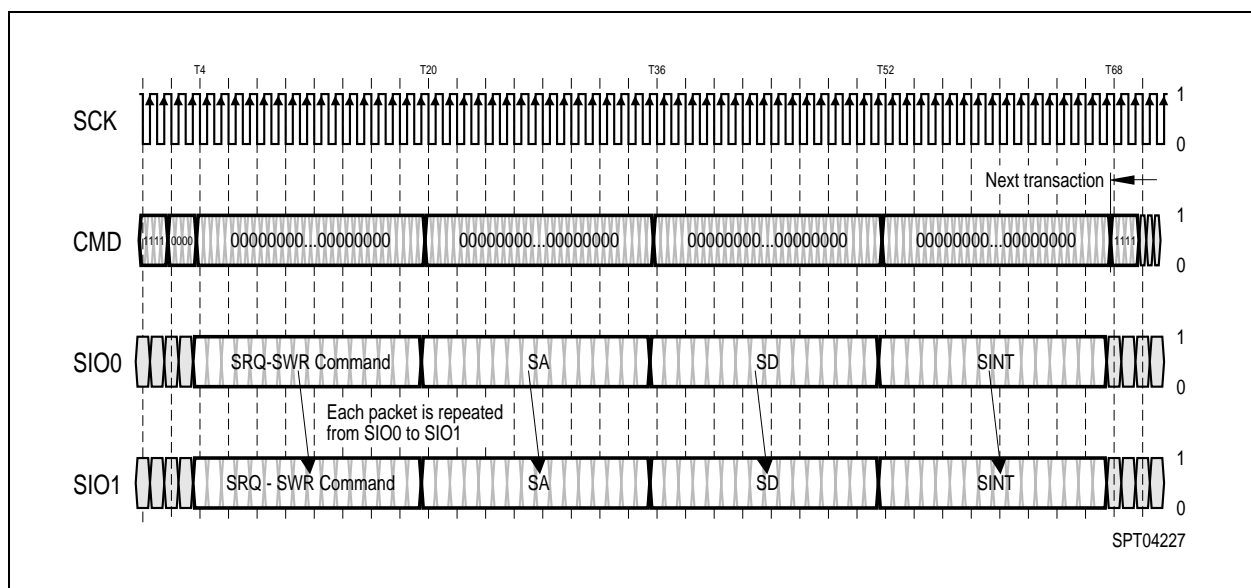 T4 T20 T36 T52 T68
SCK 1
0
Next transaction
CMD 1111 0000 00000000...00000000 00000000...00000000 00000000...00000000 00000000...00000000 1111 1
0
SIO0 SRQ-SWR Command SA SD SINT 1
0
Each packet is repeated
from SIO0 to SIO1
SIO1 SRQ - SWR Command SA SD SINT 1
0
SPT04227